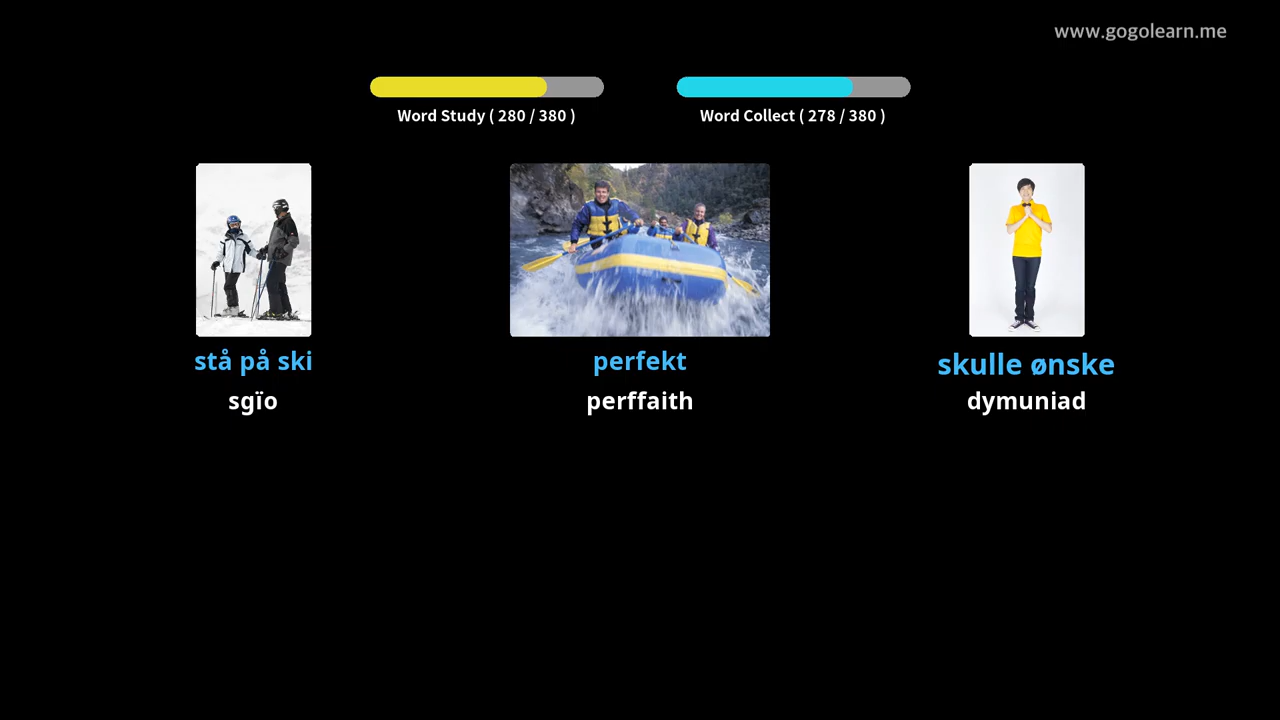 www.gogolearn.me
Word Study ( 280 / 380 )
Word Collect ( 278 / 380 )
stå på ski
perfekt
skulle ønske
sgïo
perffaith
dymuniad